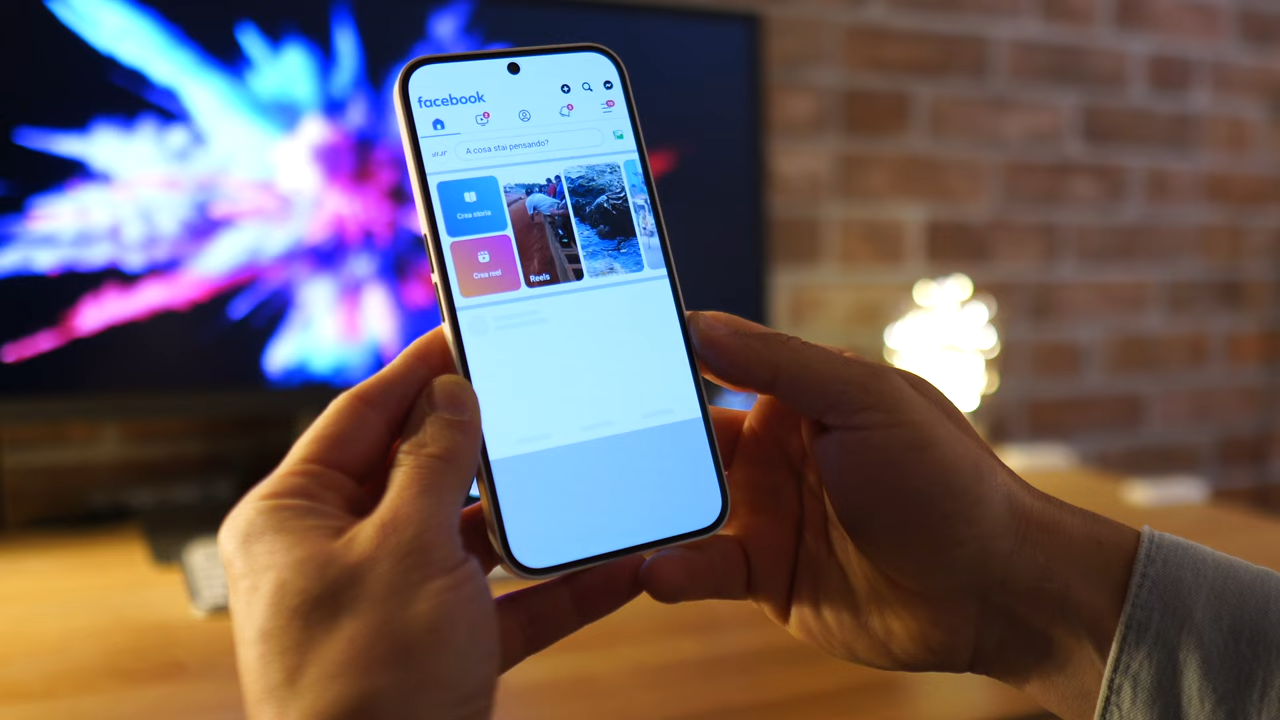 facebook
A cosa stai pensando?
Crea storia
Crea reel
Reels